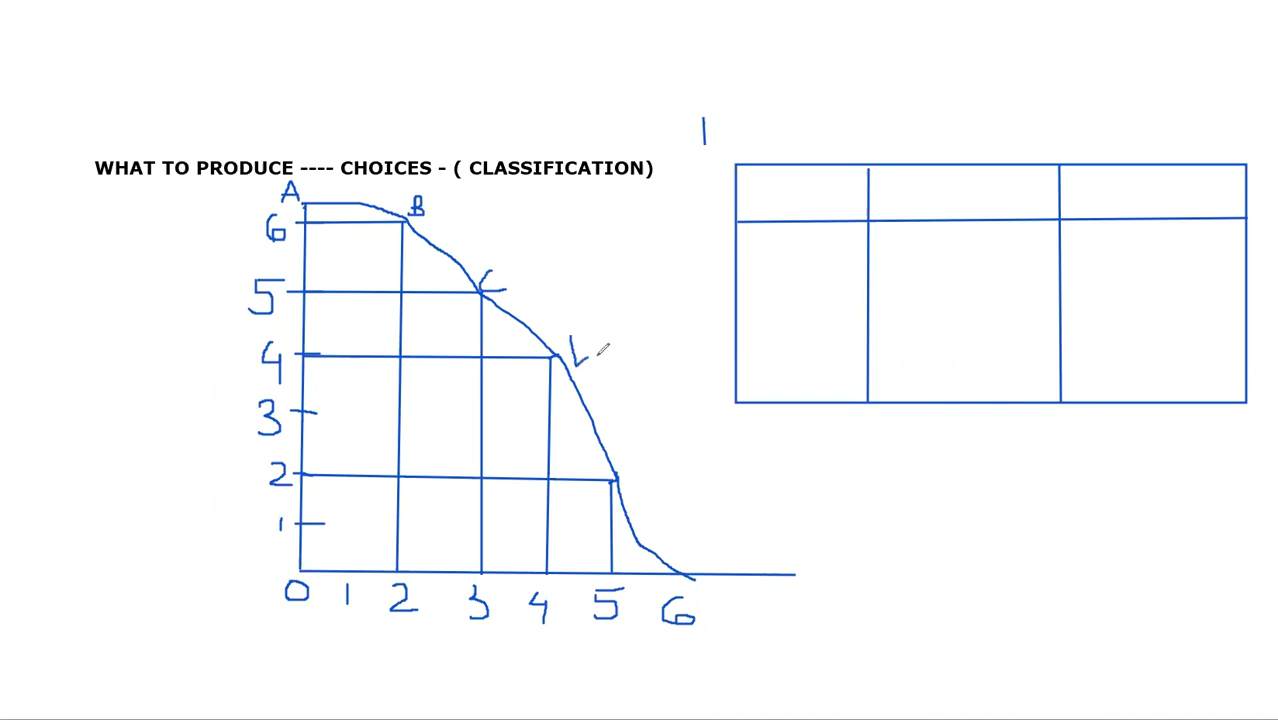 WHAT TO PRODUCE ---- CHOICES - ( CLASSIFICATION)
A
B
6
5
C
4
L
3
2
1
0 1 2 3 4 5 6